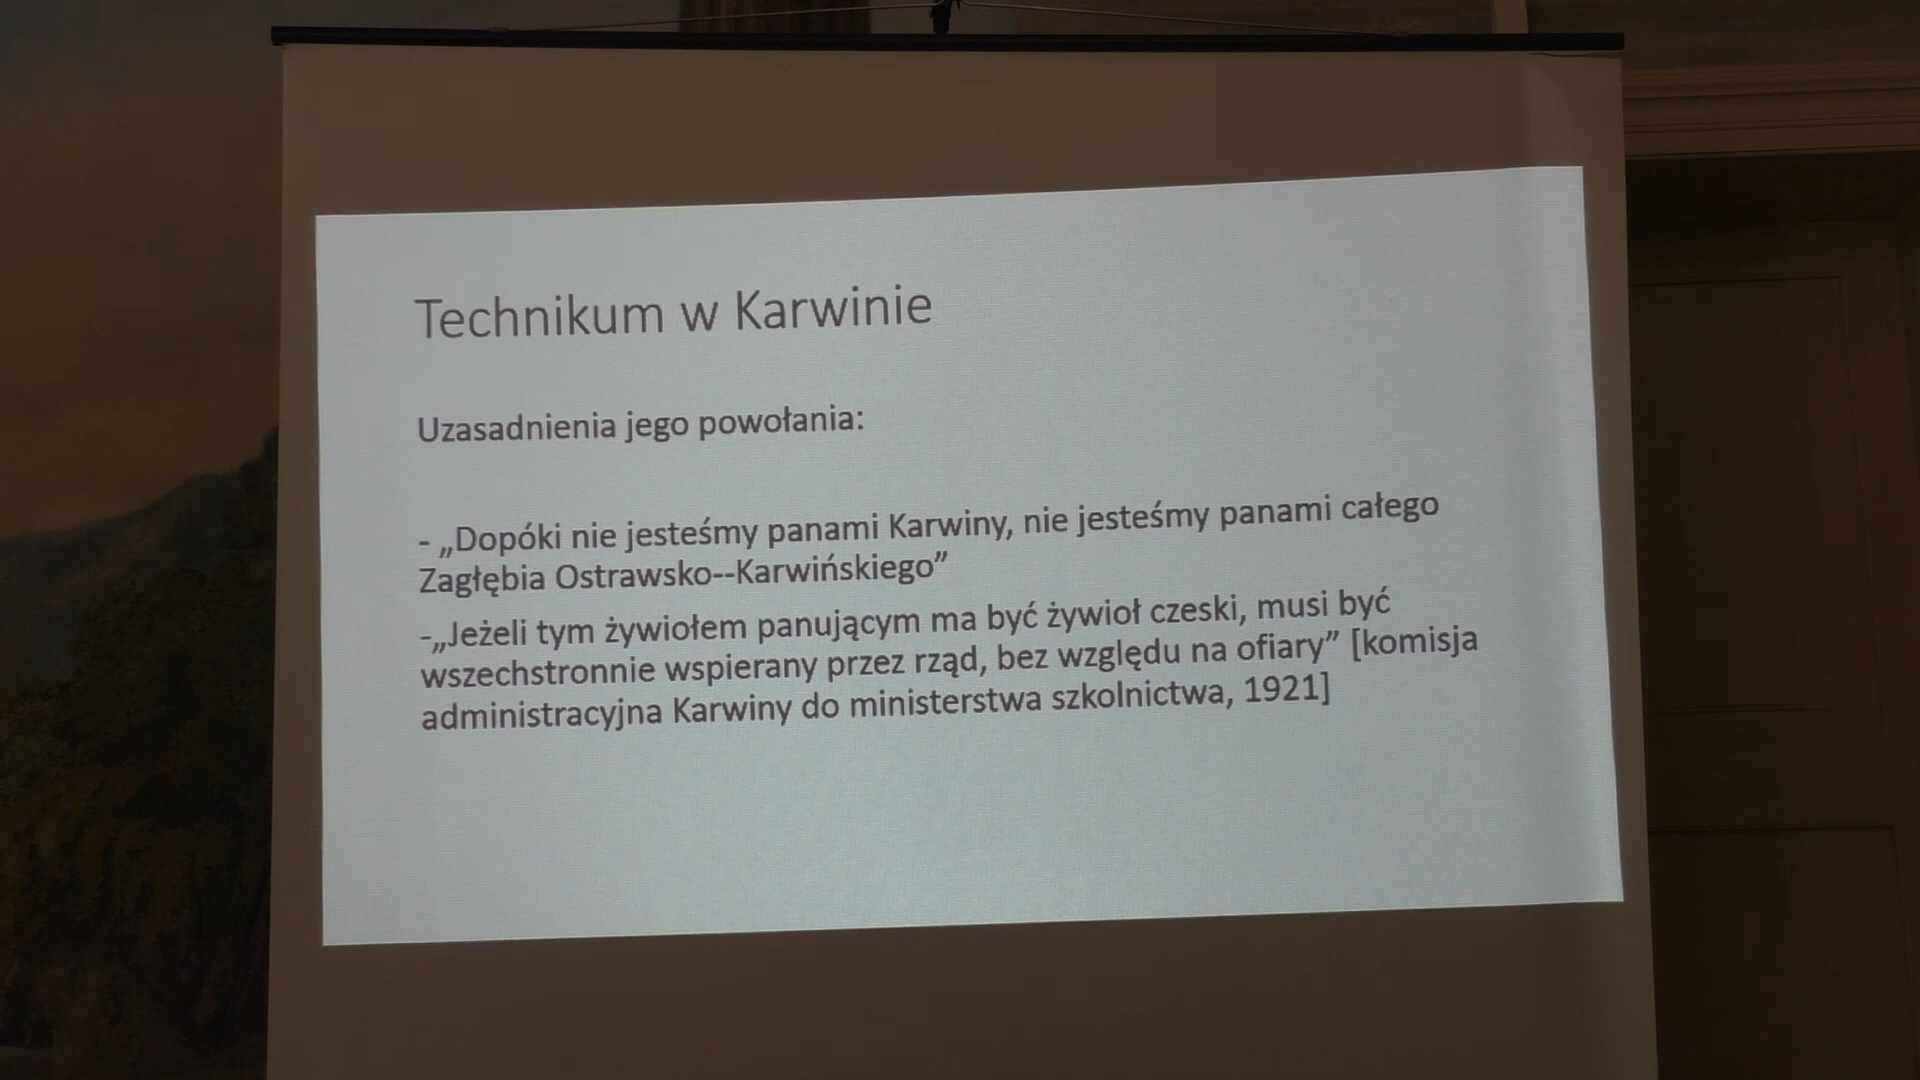 Technikum w Karwinie
Uzasadnienia jego powołania:
- „Dopóki nie jesteśmy panami Karwiny, nie jesteśmy panami całego
Zagłębia Ostrawsko--Karwińskiego”
-„Jeżeli tym żywiołem panującym ma być żywioł czeski, musi być
wszechstronnie wspierany przez rząd, bez względu na ofiary” [komisja
administracyjna Karwiny do ministerstwa szkolnictwa, 1921]